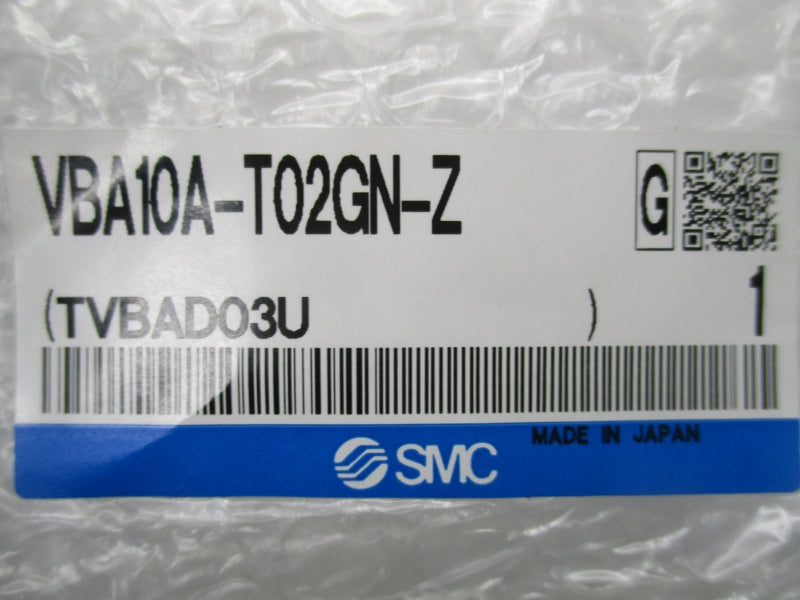 VBA10A-T02GN-Z
G
(TVBAD03U )
1
MADE IN JAPAN
SMC